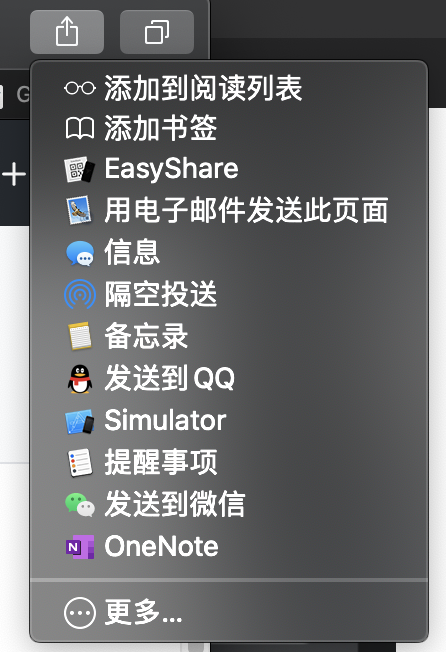 G
添加到阅读列表
添加书签
EasyShare
用电子邮件发送此页面
信息
隔空投送
备忘录
发送到QQ
Simulator
提醒事项
发送到微信
OneNote
更多...